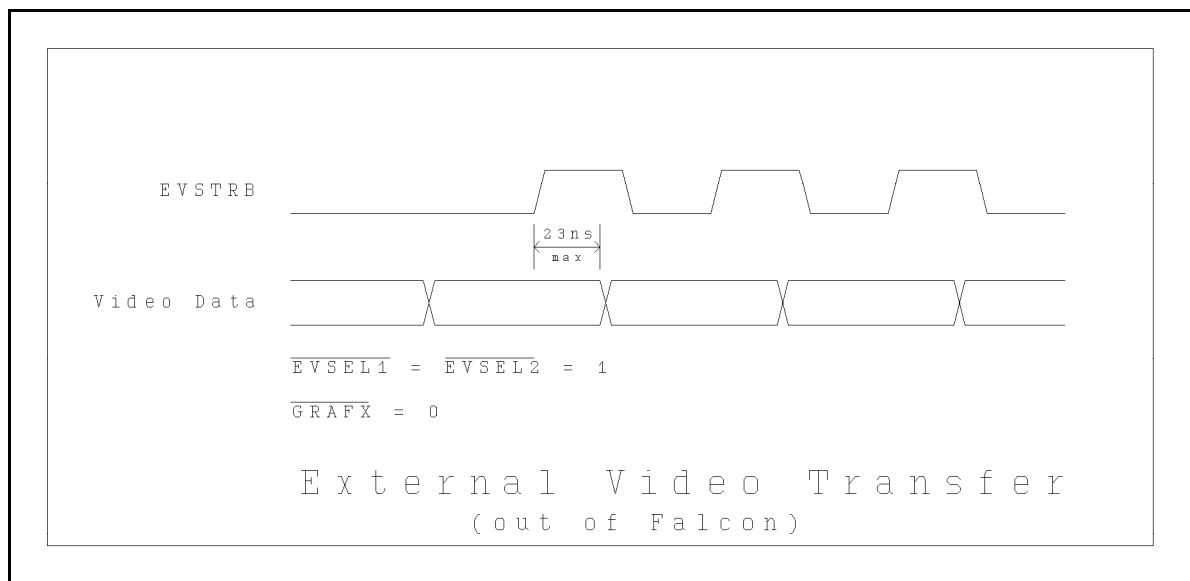 EVSTRB
23ns
max
Video Data
EVSEL1 = EVSEL2 = 1
GRAFX = 0
External Video Transfer
(out of Falcon)